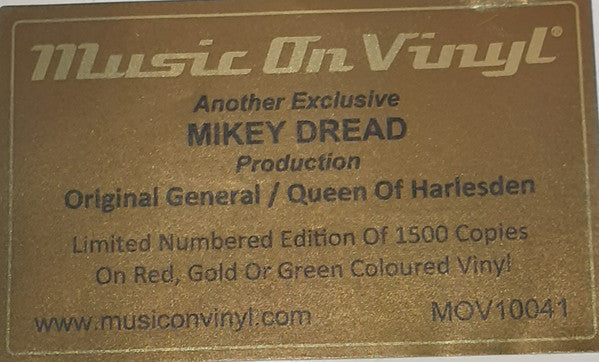 Music On Vinyl®
Another Exclusive
MIKEY DREAD
Production
Original General / Queen Of Harlesden
Limited Numbered Edition Of 1500 Copies
On Red, Gold Or Green Coloured Vinyl
www.musiconvinyl.com MOV10041